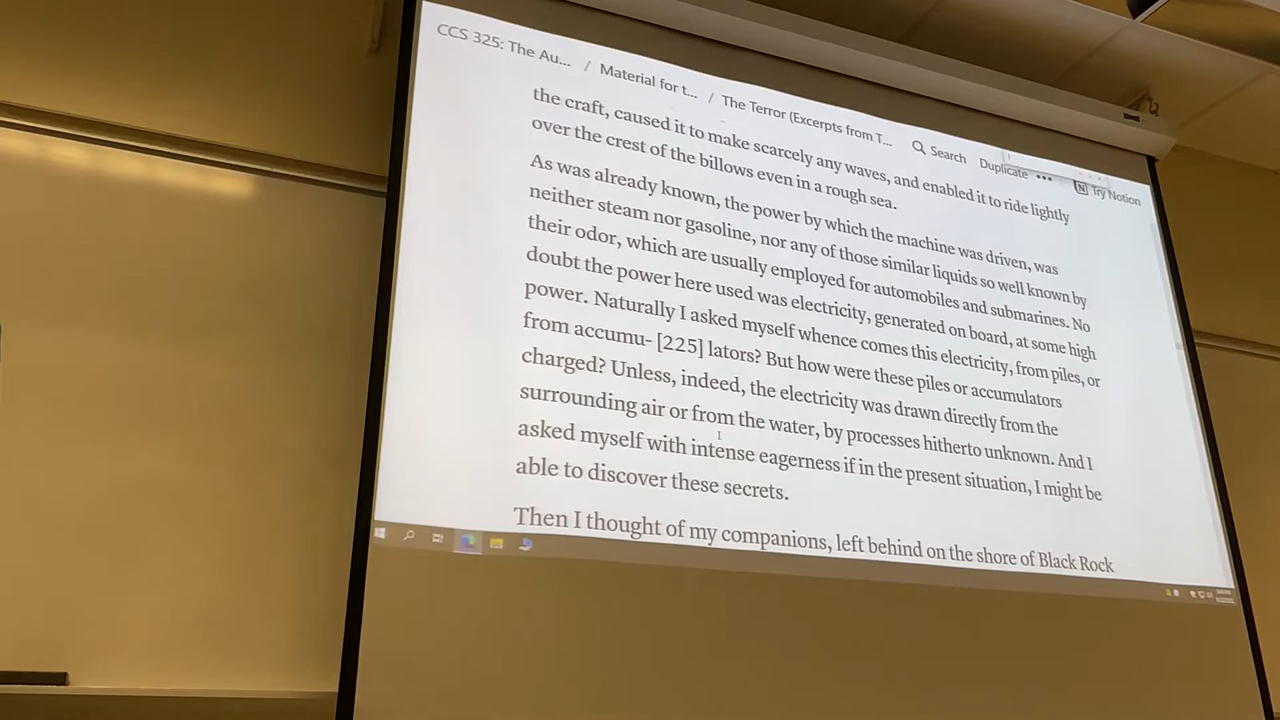 CCS 325: The Au... / Material for t... / The Terror (Excerpts from T... Search Duplicate ••• Try Notion
the craft, caused it to make scarcely any waves, and enabled it to ride lightly
over the crest of the billows even in a rough sea.
As was already known, the power by which the machine was driven, was
neither steam nor gasoline, nor any of those similar liquids so well known by
their odor, which are usually employed for automobiles and submarines. No
doubt the power here used was electricity, generated on board, at some high
power. Naturally I asked myself whence comes this electricity, from piles, or
from accumu- [225] lators? But how were these piles or accumulators
charged? Unless, indeed, the electricity was drawn directly from the
surrounding air or from the water, by processes hitherto unknown. And I
asked myself with intense eagerness if in the present situation, I might be
able to discover these secrets.
Then I thought of my companions, left behind on the shore of Black Rock